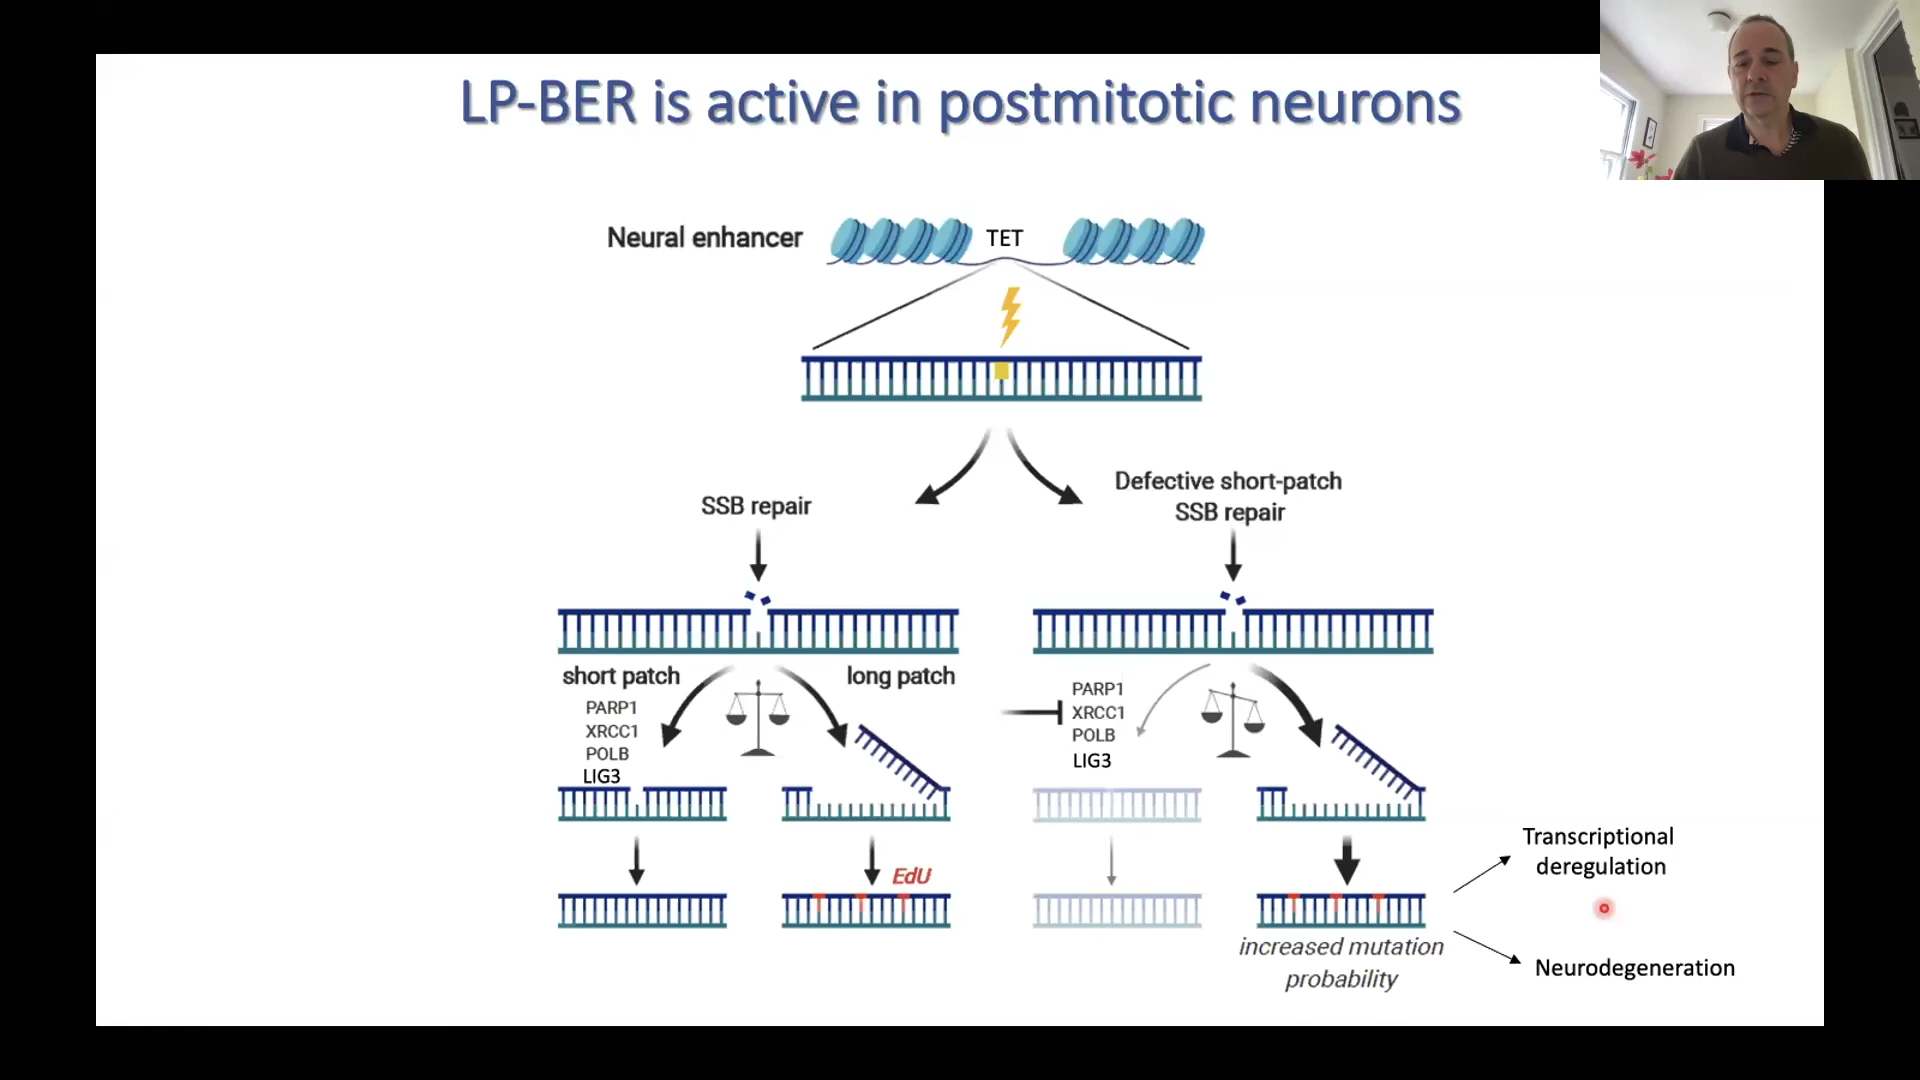 LP-BER is active in postmitotic neurons
Neural enhancer
TET
SSB repair
Defective short-patch
SSB repair
short patch
long patch
PARP1
XRCC1
POLB
LIG3
PARP1
XRCC1
POLB
LIG3
EdU
increased mutation
probability
Transcriptional
deregulation
Neurodegeneration